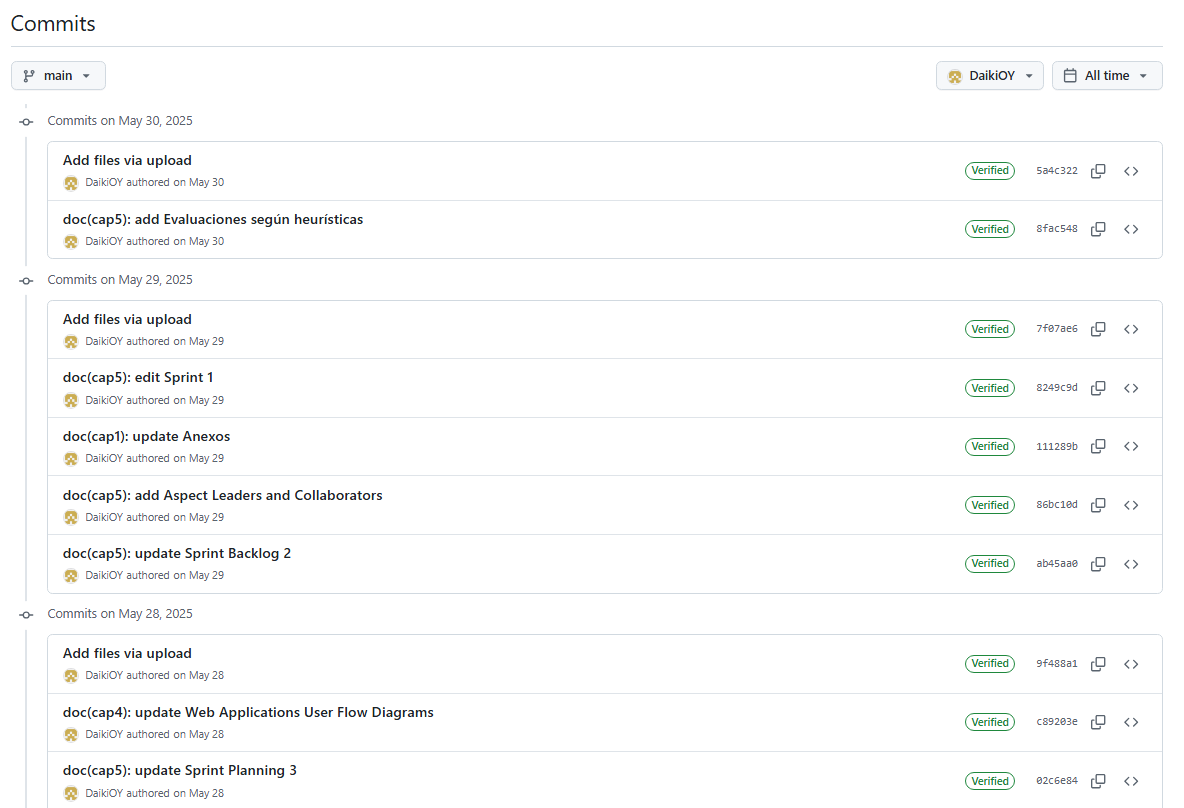 Commits
main
DaikiOY
All time
Commits on May 30, 2025
Add files via upload
DaikiOY authored on May 30
Verified
5a4c322
doc(cap5): add Evaluaciones según heurísticas
DaikiOY authored on May 30
Verified
8fac548
Commits on May 29, 2025
Add files via upload
DaikiOY authored on May 29
Verified
7f07ae6
doc(cap5): edit Sprint 1
DaikiOY authored on May 29
Verified
8249c9d
doc(cap1): update Anexos
DaikiOY authored on May 29
Verified
111289b
doc(cap5): add Aspect Leaders and Collaborators
DaikiOY authored on May 29
Verified
86bc10d
doc(cap5): update Sprint Backlog 2
DaikiOY authored on May 29
Verified
ab45aa0
Commits on May 28, 2025
Add files via upload
DaikiOY authored on May 28
Verified
9f488a1
doc(cap4): update Web Applications User Flow Diagrams
DaikiOY authored on May 28
Verified
c89203e
doc(cap5): update Sprint Planning 3
DaikiOY authored on May 28
Verified
02c6e84